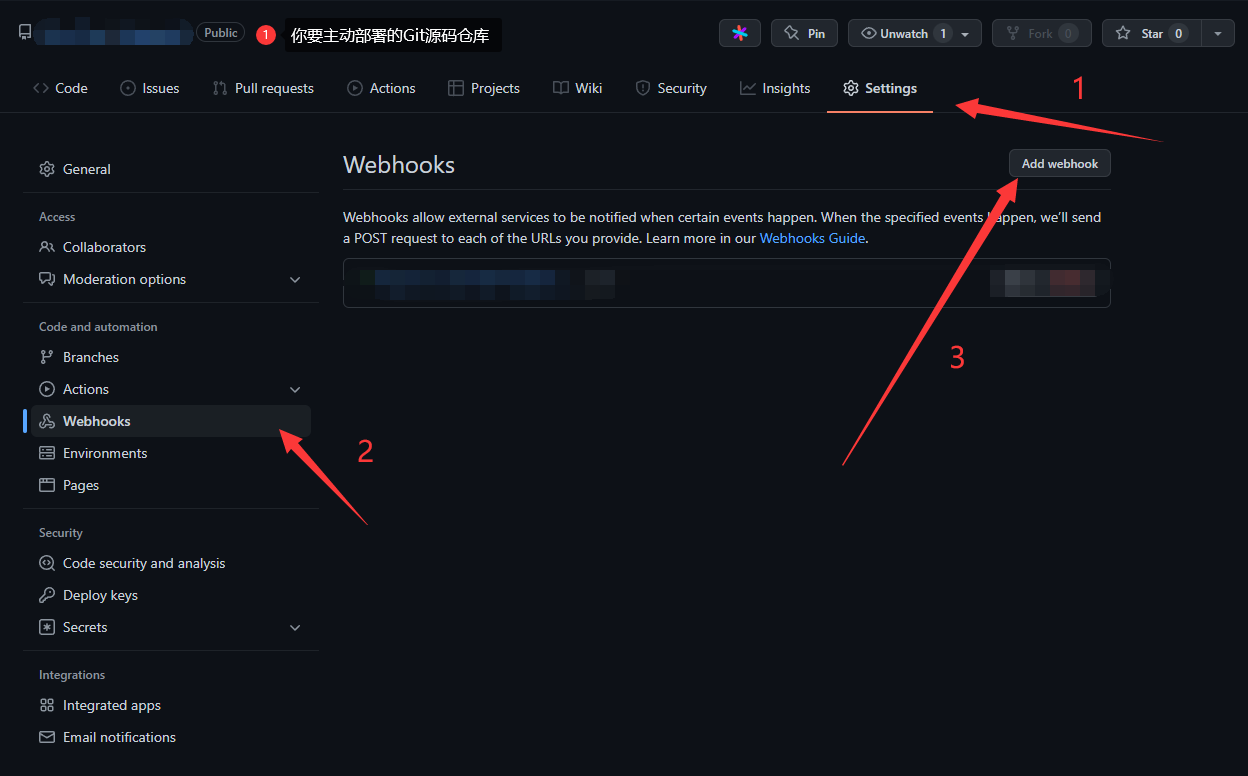 Public
1 你要主动部署的Git源码仓库
Pin
Unwatch 1
Fork 0
Star 0
Code
Issues
Pull requests
Actions
Projects
Wiki
Security
Insights
Settings
1
General
Access
Collaborators
Moderation options
Code and automation
Branches
Actions
Webhooks
Environments
Pages
Security
Code security and analysis
Deploy keys
Secrets
Integrations
Integrated apps
Email notifications
2
Webhooks
Add webhook
Webhooks allow external services to be notified when certain events happen. When the specified events happen, we'll send
a POST request to each of the URLs you provide. Learn more in our Webhooks Guide.
3